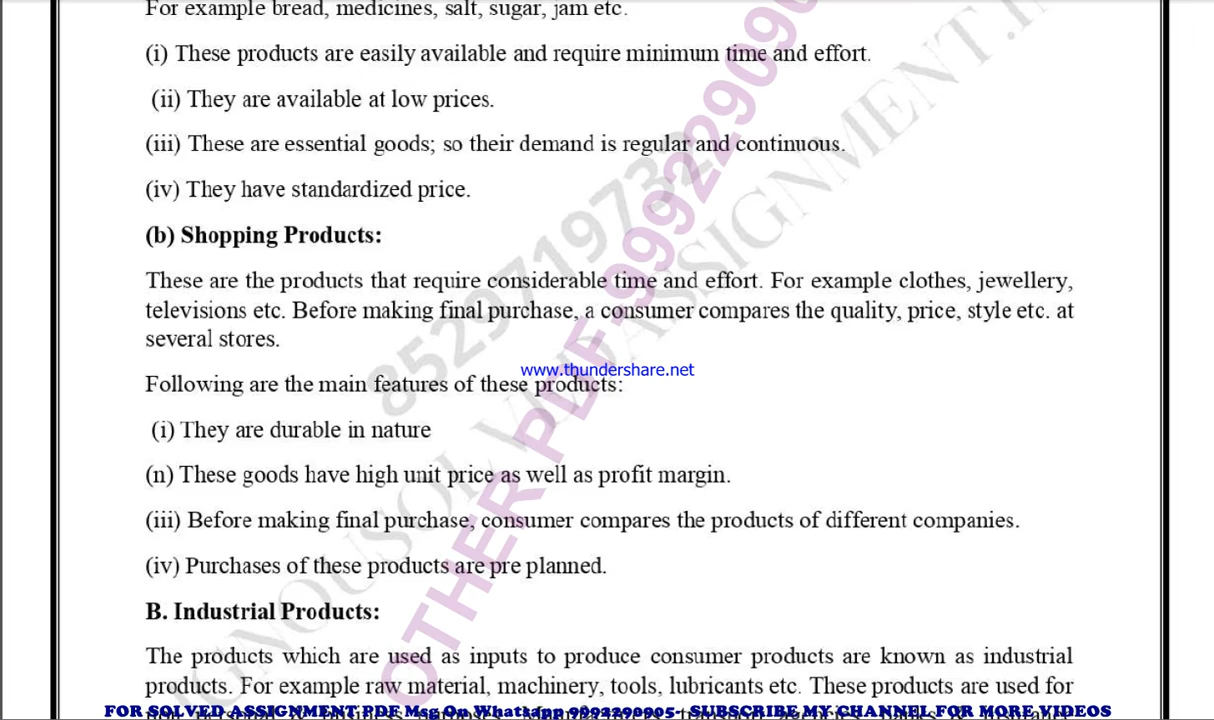 For example bread, medicines, salt, sugar, jam etc.
(i) These products are easily available and require minimum time and effort.
(ii) They are available at low prices.
(iii) These are essential goods; so their demand is regular and continuous.
(iv) They have standardized price.
(b) Shopping Products:
These are the products that require considerable time and effort. For example clothes, jewellery,
televisions etc. Before making final purchase, a consumer compares the quality, price, style etc. at
several stores.
www.thundershare.net
Following are the main features of these products:
(i) They are durable in nature
(n) These goods have high unit price as well as profit margin.
(iii) Before making final purchase, consumer compares the products of different companies.
(iv) Purchases of these products are pre planned.
B. Industrial Products:
The products which are used as inputs to produce consumer products are known as industrial
products. For example raw material, machinery, tools, lubricants etc. These products are used for
FOR SOLVED ASSIGNMENT PDF Msg On Whatsapp 9992290905- SUBSCRIBE MY CHANNEL FOR MORE VIDEOS
OTHER PDF-999229090
8529719732